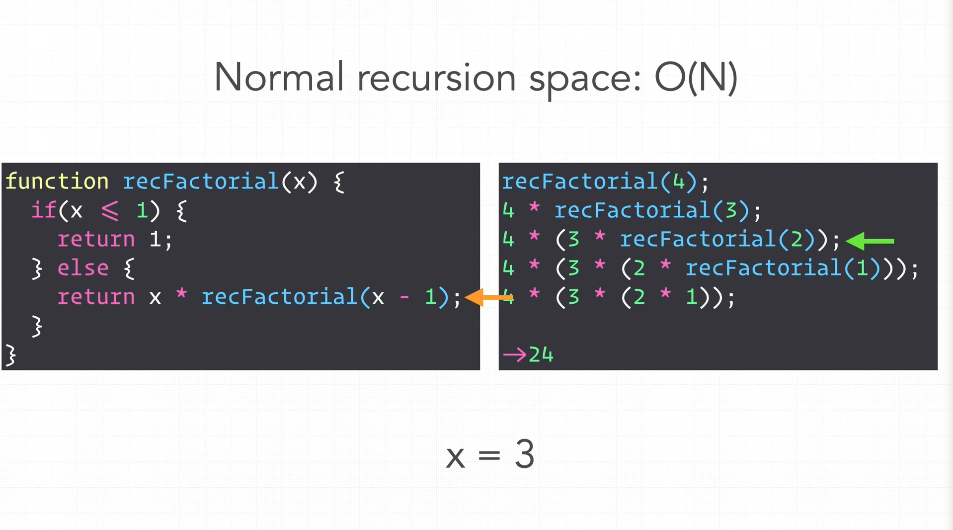 Normal recursion space: O(N)
function recFactorial(x) {
if(x <= 1) {
return 1;
} else {
return x * recFactorial(x - 1);
}
}
recFactorial(4);
4 * recFactorial(3);
4 * (3 * recFactorial(2));
4 * (3 * (2 * recFactorial(1)));
4 * (3 * (2 * 1));
→24
x = 3